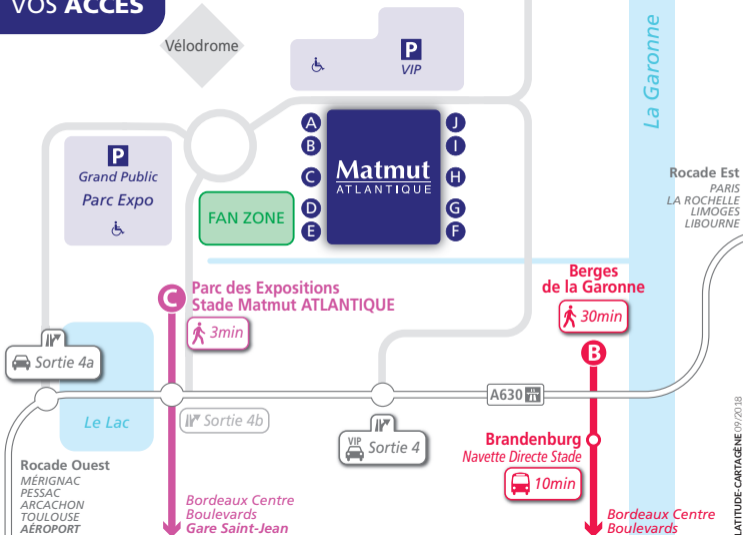 VOS ACCÈS
Vélodrome
P
VIP
La Garonne
P
Grand Public
Parc Expo
A
B
C
D
E
Matmut
ATLANTIQUE
J
I
H
G
F
FAN ZONE
Rocade Est
PARIS
LA ROCHELLE
LIMOGES
LIBOURNE
C
Parc des Expositions
Stade Matmut ATLANTIQUE
3min
Berges
de la Garonne
30min
B
Sortie 4a
Le Lac
Sortie 4b
VIP
Sortie 4
A630
Brandenburg
Navette Directe Stade
10min
Rocade Ouest
MÉRIGNAC
PESSAC
ARCACHON
TOULOUSE
AÉROPORT
Bordeaux Centre
Boulevards
Gare Saint-Jean
Bordeaux Centre
Boulevards
LATITUDE-CARTAGÈNE 09/2018